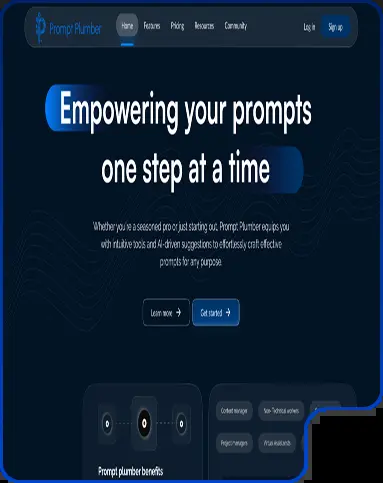 Prompt Plumber
Home Features Pricing Resources Community Log in Sign up
Empowering your prompts
one step at a time
Whether you're a seasoned pro or just starting out, Prompt Plumber equips you
with intuitive tools and AI-driven suggestions to effortlessly craft effective
prompts for any purpose.
Learn more → Get started →
Content manager Non- Technical workers
Project managers Virtual Assistants
Prompt plumber benefits